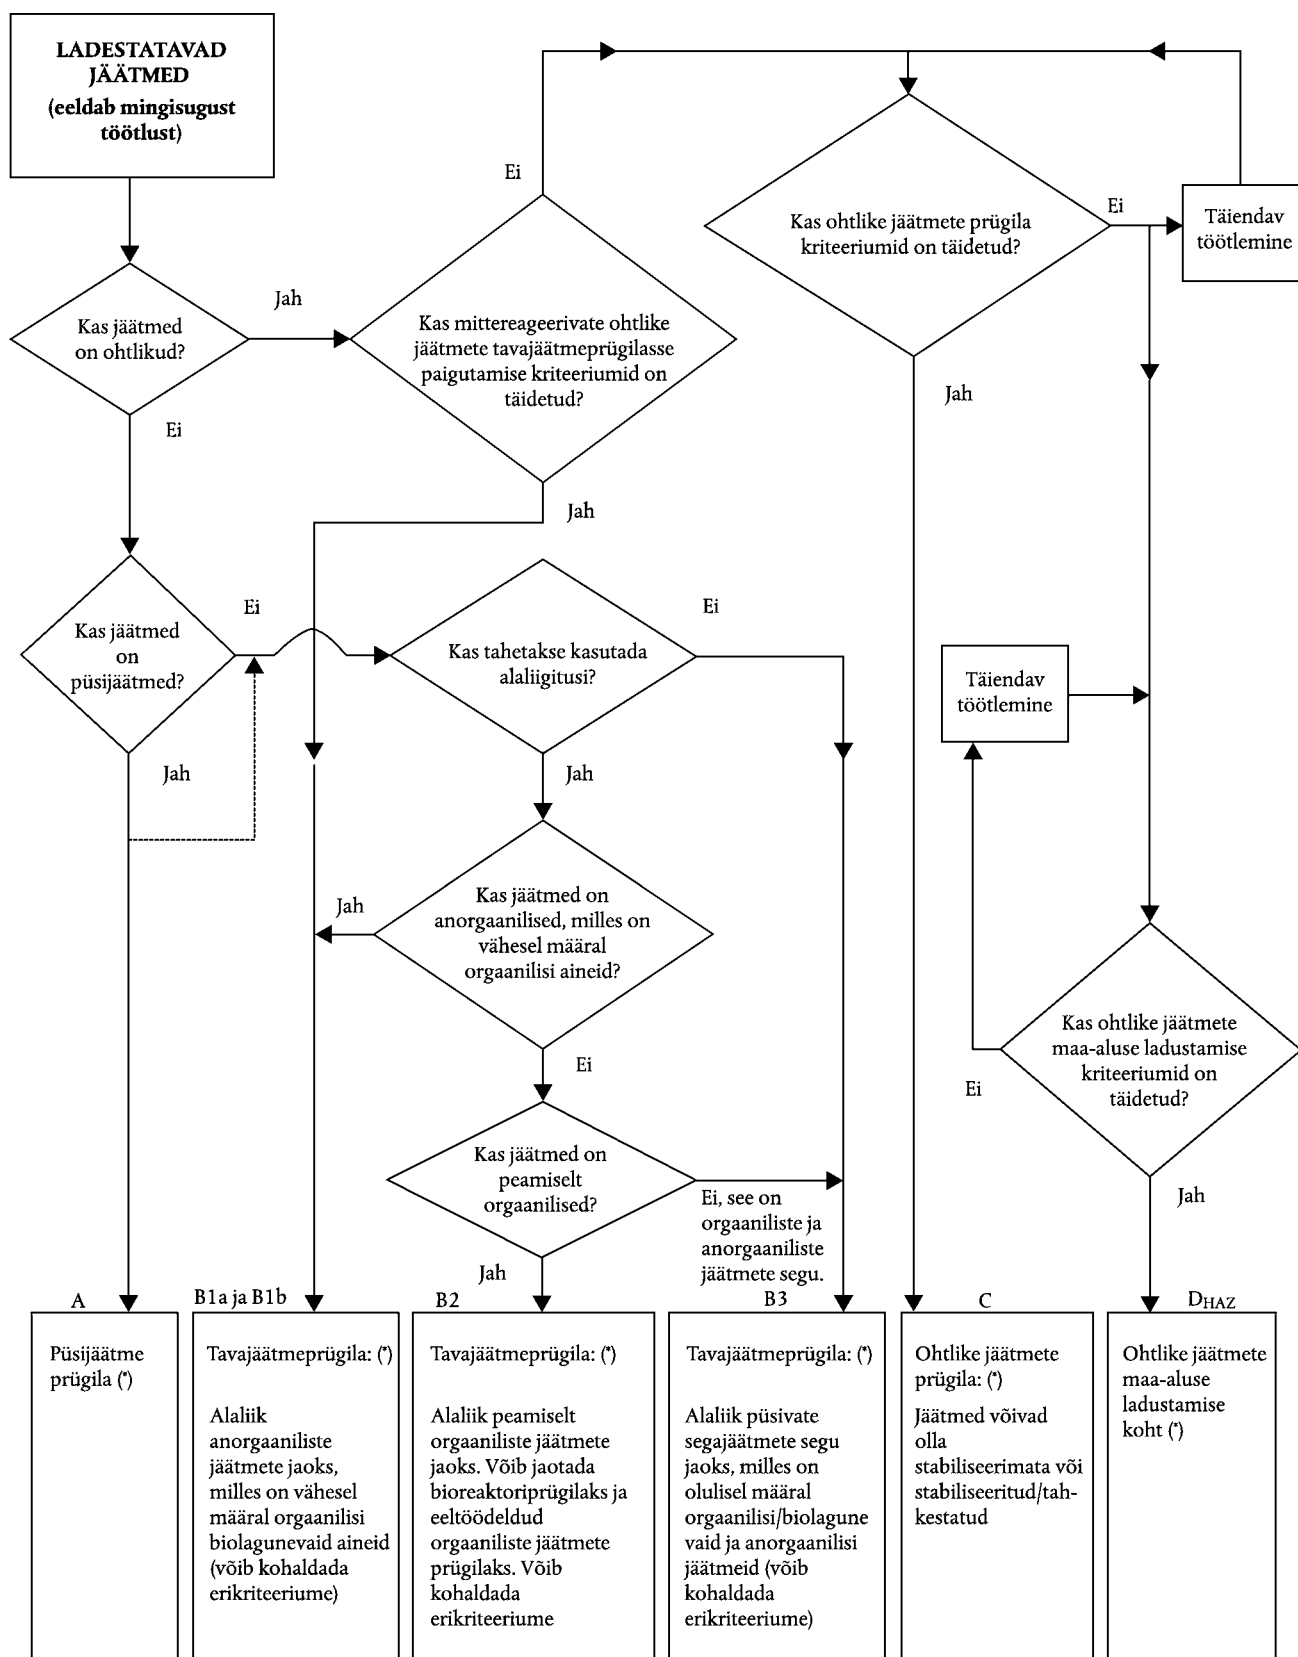 LADESTATAVAD
JÄÄTMED
(eeldab mingisugust
töötlust)
Ei
Kas ohtlike jäätmete prügila
kriteeriumid on täidetud?
Ei
Täiendav
töötlemine
Kas jäätmed
on ohtlikud?
Jah
Kas mittereageerivate ohtlike
jäätmete tavajäätmeprügilasse
paigutamise kriteeriumid on
täidetud?
Jah
Ei
Jah
Kas jäätmed
on
püsijäätmed?
Ei
Kas tahetakse kasutada
alaliigitusi?
Ei
Täiendav
töötlemine
Jah
Jah
Kas jäätmed on
anorgaanilised, milles on
vähesel määral
orgaanilisi aineid?
Jah
Ei
Kas ohtlike jäätmete
maa-aluse ladustamise
kriteeriumid on
täidetud?
Ei
Jah
Kas jäätmed on
peamiselt
orgaanilised?
Ei, see on
orgaaniliste ja
anorgaaniliste
jäätmete segu.
Jah
A
Püsijäätme
prügila (*)
B1a ja B1b
Tavajäätmeprügila: (*)
Alaliik
anorgaaniliste
jäätmete jaoks,
milles on vähesel
määral orgaanilisi
biolagunevaid aineid
(võib kohaldada
erikriteeriume)
B2
Tavajäätmeprügila: (*)
Alaliik peamiselt
orgaaniliste jäätmete
jaoks. Võib jaotada
bioreaktoriprügilaks ja
eeltöödeldud
orgaaniliste jäätmete
prügilaks. Võib
kohaldada
erikriteeriume
B3
Tavajäätmeprügila: (*)
Alaliik püsivate
segajäätmete segu
jaoks, milles on
olulisel määral
orgaanilisi/biolagune
vaid ja anorgaanilisi
jäätmeid (võib
kohaldada
erikriteeriume)
C
Ohtlike jäätmete
prügila: (*)
Jäätmed võivad
olla
stabiliseerimata või
stabiliseeritud/tah-
kestatud
DHAZ
Ohtlike jäätmete
maa-aluse
ladustamise
koht (*)